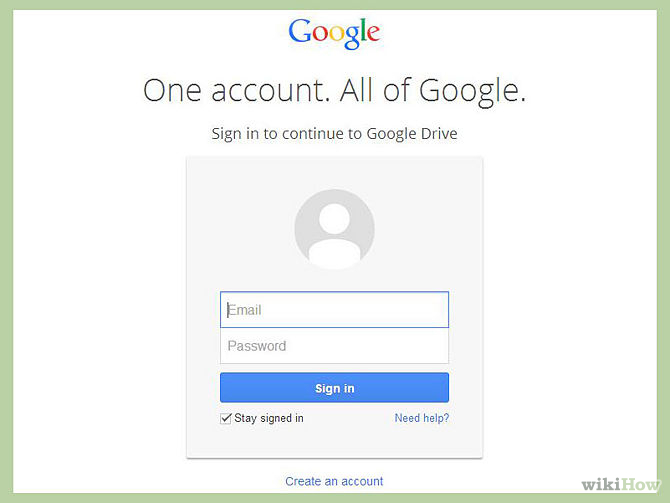 Google
One account. All of Google.
Sign in to continue to Google Drive
Email
Password
Sign in
Stay signed in Need help?
Create an account
wikiHow